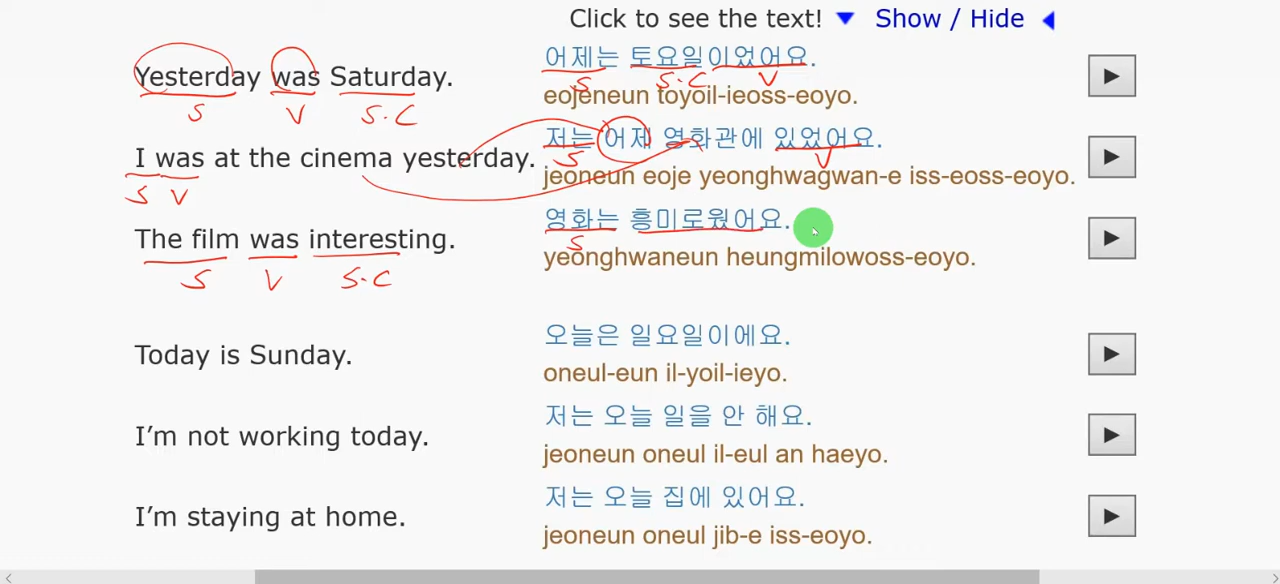 Click to see the text! Show / Hide
Yesterday was Saturday.
어제는 토요일이었어요.
S V S.C
S S.C V
eojeneun toyoil-ieoss-eoyo.
I was at the cinema yesterday.
저는 어제 영화관에 있었어요.
S V
S V
jeoneun eoje yeonghwagwan-e iss-eoss-eoyo.
The film was interesting.
영화는 흥미로웠어요.
S V S.C
S
yeonghwaneun heungmilowoss-eoyo.
Today is Sunday.
오늘은 일요일이에요.
oneul-eun il-yoil-ieyo.
I’m not working today.
저는 오늘 일을 안 해요.
jeoneun oneul il-eul an haeyo.
I’m staying at home.
저는 오늘 집에 있어요.
jeoneun oneul jib-e iss-eoyo.